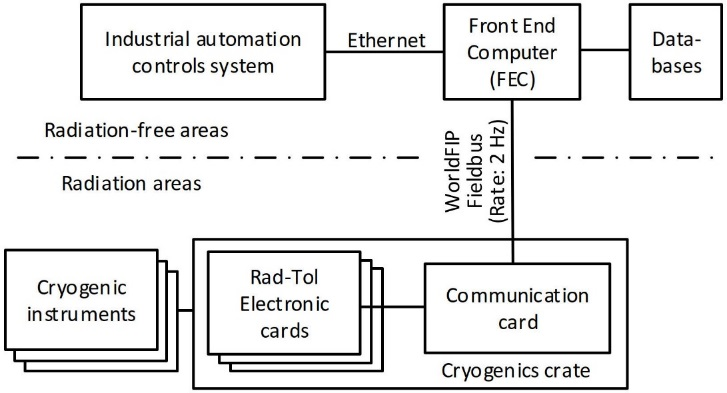 Industrial automation
controls system
Ethernet
Front End
Computer
(FEC)
Data-
bases
Radiation-free areas
Radiation areas
WorldFIP
Fieldbus
(Rate: 2 Hz)
Cryogenic
instruments
Rad-Tol
Electronic
cards
Communication
card
Cryogenics crate